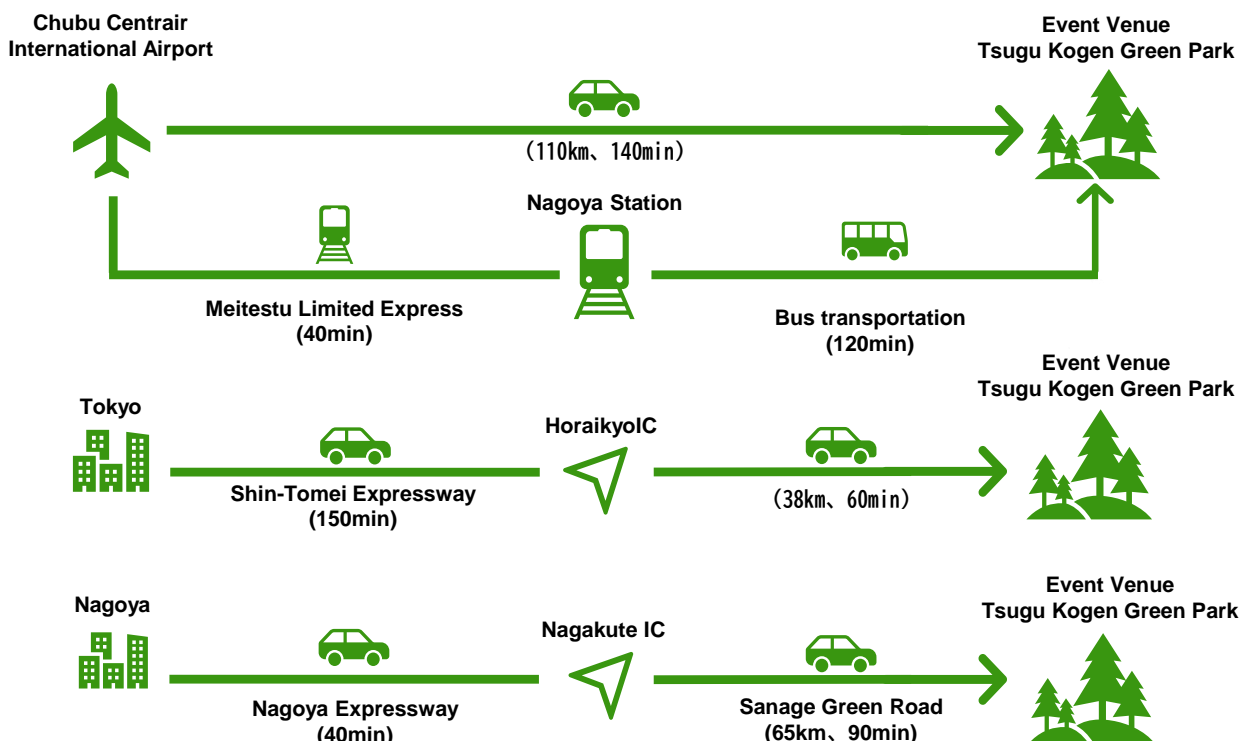 Chubu Centrair
International Airport
Event Venue
Tsugu Kogen Green Park
(110km、140min)
Nagoya Station
Meitestu Limited Express
(40min)
Bus transportation
(120min)
Event Venue
Tsugu Kogen Green Park
Tokyo
HoraikyoIC
Shin-Tomei Expressway
(150min)
(38km、60min)
Event Venue
Tsugu Kogen Green Park
Nagoya
Nagakute IC
Nagoya Expressway
(40min)
Sanage Green Road
(65km、90min)